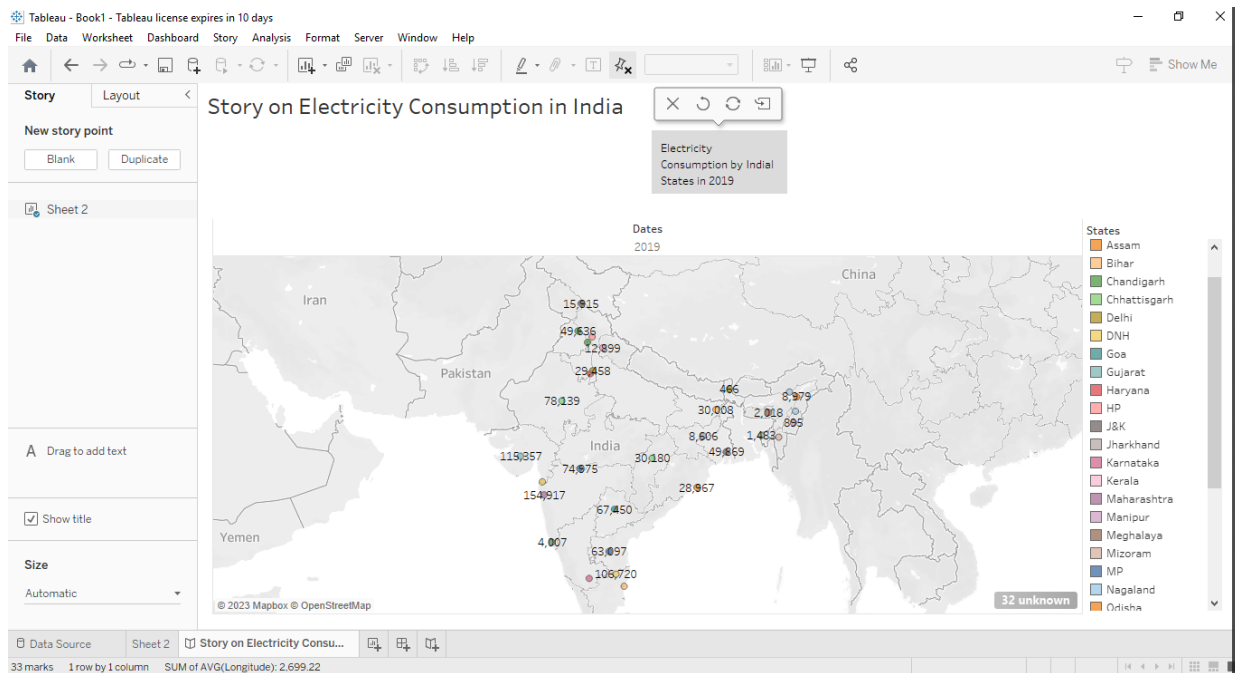 Tableau - Book1 - Tableau license expires in 10 days
File Data Worksheet Dashboard Story Analysis Format Server Window Help
Show Me
Story Layout
New story point
Blank Duplicate
Sheet 2
A Drag to add text
Show title
Size
Automatic
Story on Electricity Consumption in India
Electricity
Consumption by Indial
States in 2019
Dates
2019
Iran
China
Pakistan
India
Yemen
15,915
49,636
12,899
29,458
78,139
466
8,979
30,008
2,018
895
8,606
1,483
49,869
115,357
74,975
30,180
154,917
28,967
67,450
4,007
63,097
106,720
© 2023 Mapbox © OpenStreetMap
32 unknown
States
Assam
Bihar
Chandigarh
Chhattisgarh
Delhi
DNH
Goa
Gujarat
Haryana
HP
J&K
Jharkhand
Karnataka
Kerala
Maharashtra
Manipur
Meghalaya
Mizoram
MP
Nagaland
Odisha
Data Source Sheet 2 Story on Electricity Consu...
33 marks 1 row by 1 column SUM of AVG(Longitude): 2,699.22